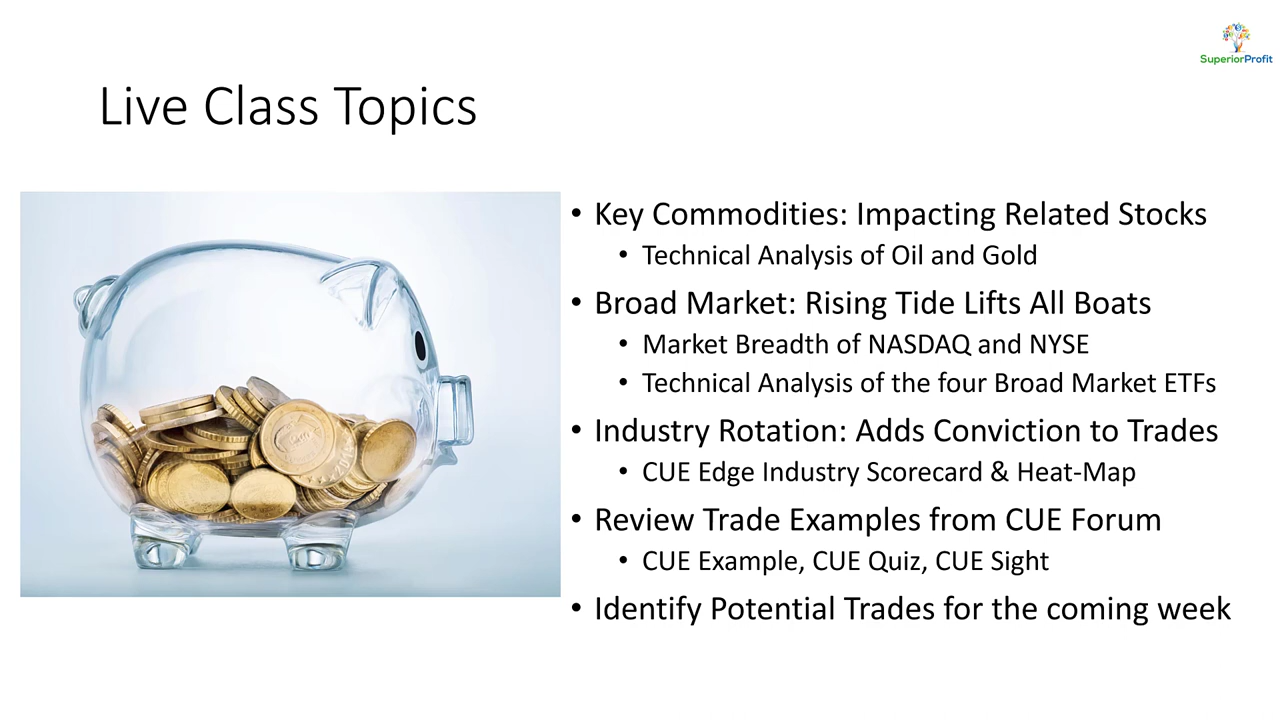 SuperiorProfit
Live Class Topics
• Key Commodities: Impacting Related Stocks
• Technical Analysis of Oil and Gold
• Broad Market: Rising Tide Lifts All Boats
• Market Breadth of NASDAQ and NYSE
• Technical Analysis of the four Broad Market ETFs
• Industry Rotation: Adds Conviction to Trades
• CUE Edge Industry Scorecard & Heat-Map
• Review Trade Examples from CUE Forum
• CUE Example, CUE Quiz, CUE Sight
• Identify Potential Trades for the coming week